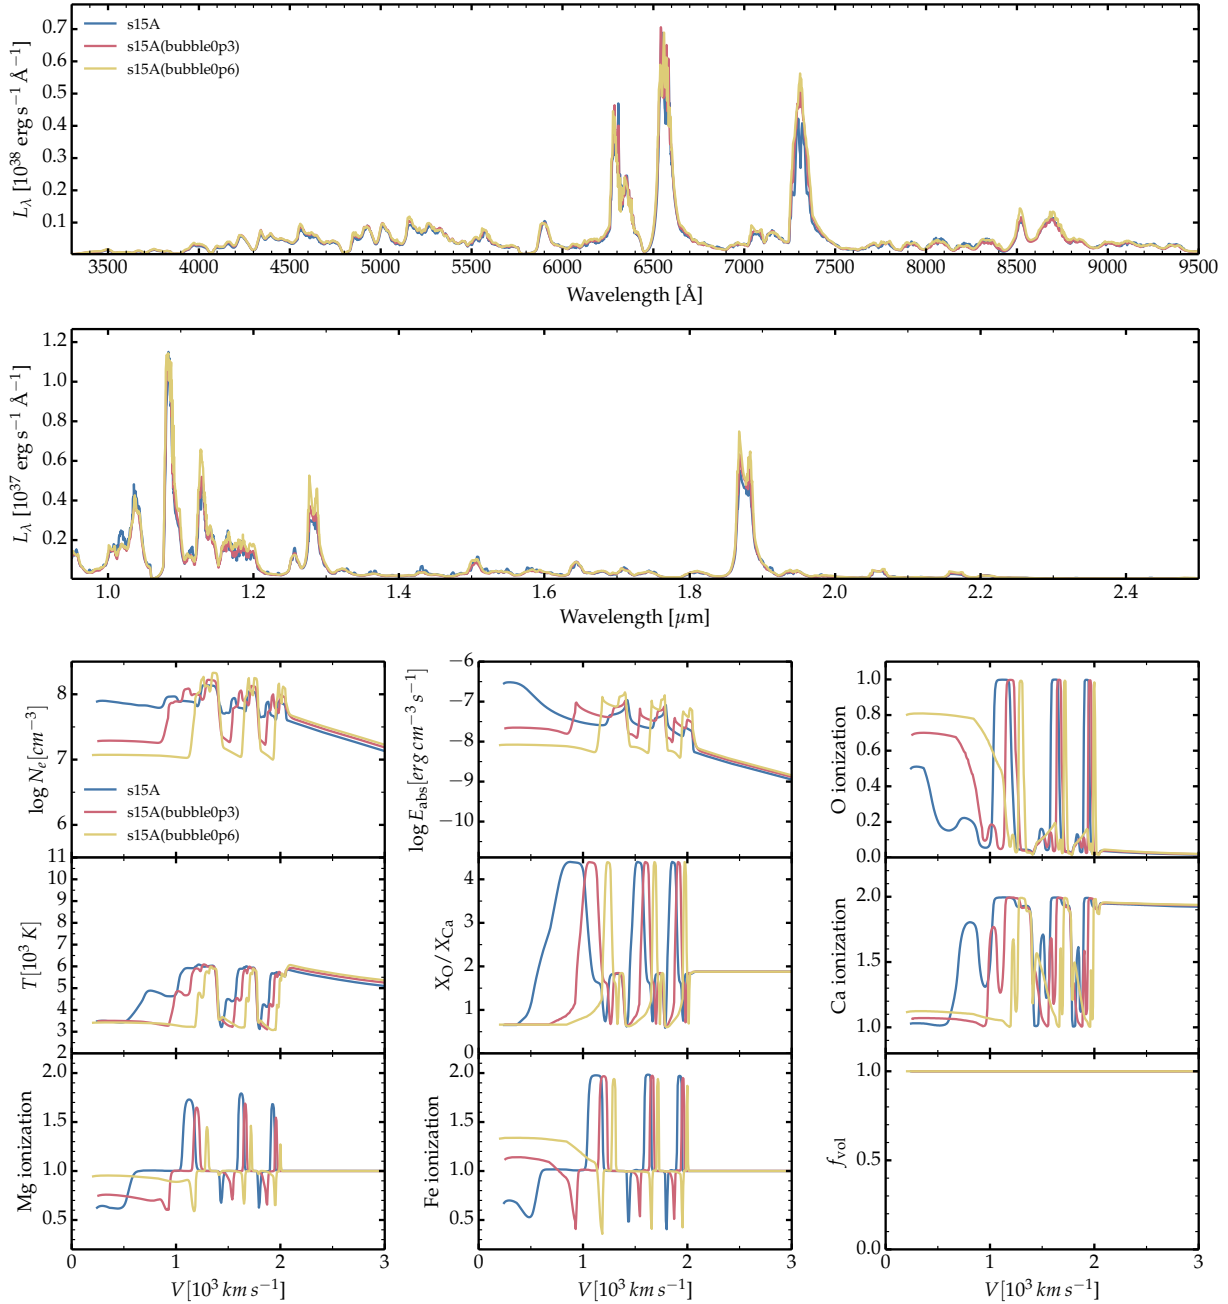 s15A
s15A(bubble0p3)
s15A(bubble0p6)
L_λ [10^38 erg s^−1 Å^−1]
0.7
0.6
0.5
0.4
0.3
0.2
0.1
3500 4000 4500 5000 5500 6000 6500 7000 7500 8000 8500 9000 9500
Wavelength [Å]
L_λ [10^37 erg s^−1 Å^−1]
1.2
1.0
0.8
0.6
0.4
0.2
1.0 1.2 1.4 1.6 1.8 2.0 2.2 2.4
Wavelength [μm]
log N_e[cm^−3]
8
7
6
s15A
s15A(bubble0p3)
s15A(bubble0p6)
log E_abs[erg cm^−3 s^−1]
−6
−7
−8
−9
−10
O ionization
1.0
0.8
0.6
0.4
0.2
0.0
T[10^3 K]
11
10
9
8
7
6
5
4
3
2
X_O / X_Ca
4
3
2
1
0
Ca ionization
2.0
1.5
1.0
Mg ionization
2.0
1.5
1.0
0.5
0 1 2 3
V[10^3 km s^−1]
Fe ionization
2.0
1.5
1.0
0.5
0 1 2 3
V[10^3 km s^−1]
f_vol
1.0
0.8
0.6
0.4
0.2
0.0
0 1 2 3
V[10^3 km s^−1]